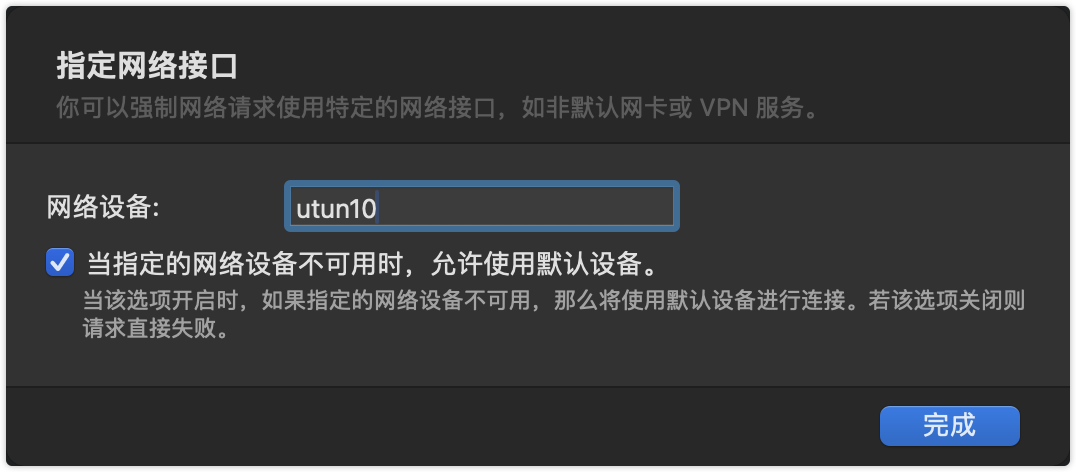 指定网络接口
你可以强制网络请求使用特定的网络接口，如非默认网卡或 VPN 服务。
网络设备: utun10
当指定的网络设备不可用时，允许使用默认设备。
当该选项开启时，如果指定的网络设备不可用，那么将使用默认设备进行连接。若该选项关闭则
请求直接失败。
完成